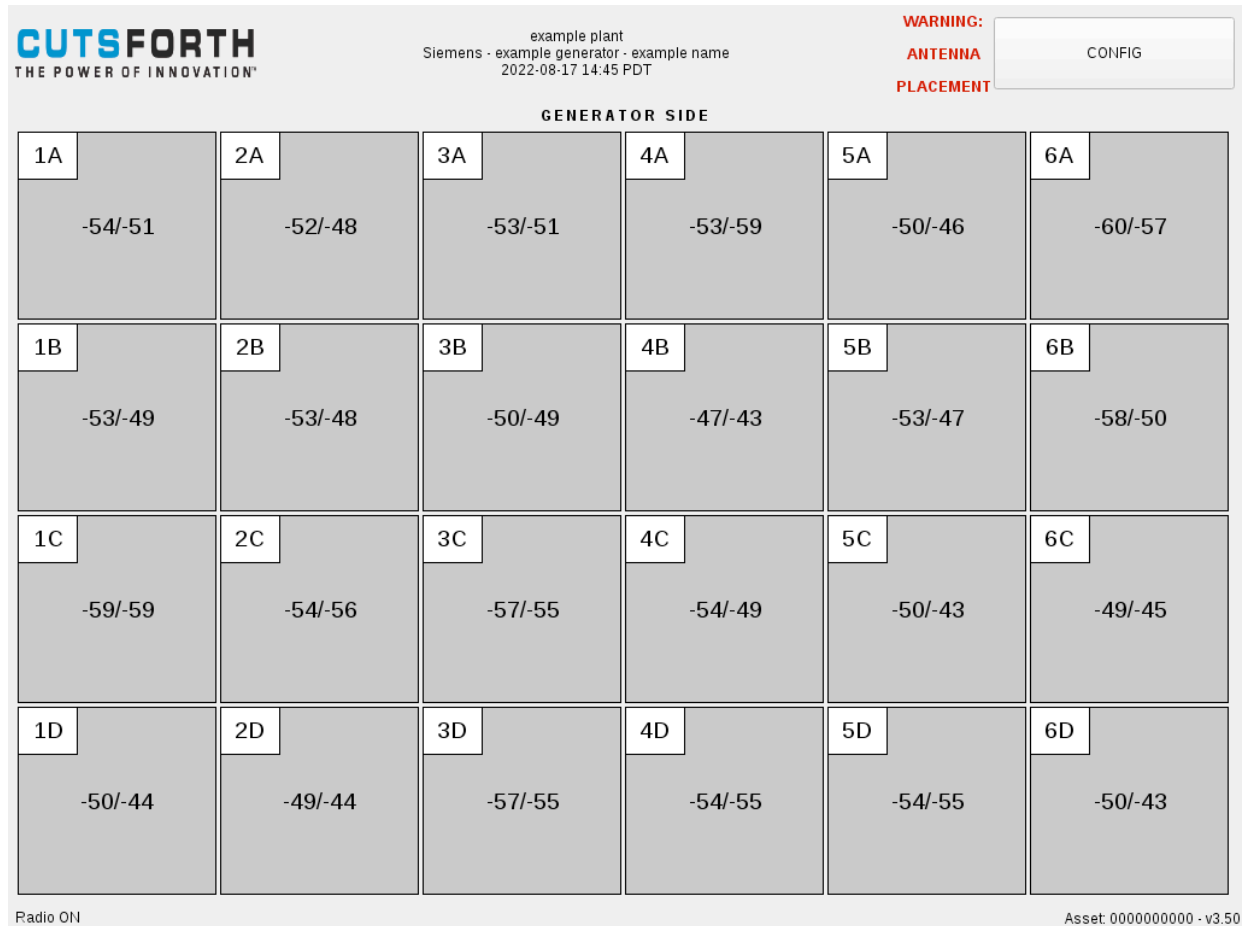 CUTSFORTH
THE POWER OF INNOVATION™
example plant
Siemens - example generator - example name
2022-08-17 14:45 PDT
WARNING:
ANTENNA
PLACEMENT
CONFIG
GENERATOR SIDE
1A 2A 3A 4A 5A 6A
-54/-51 -52/-48 -53/-51 -53/-59 -50/-46 -60/-57
1B 2B 3B 4B 5B 6B
-53/-49 -53/-48 -50/-49 -47/-43 -53/-47 -58/-50
1C 2C 3C 4C 5C 6C
-59/-59 -54/-56 -57/-55 -54/-49 -50/-43 -49/-45
1D 2D 3D 4D 5D 6D
-50/-44 -49/-44 -57/-55 -54/-55 -54/-55 -50/-43
Radio ON
Asset: 0000000000 - v3.50